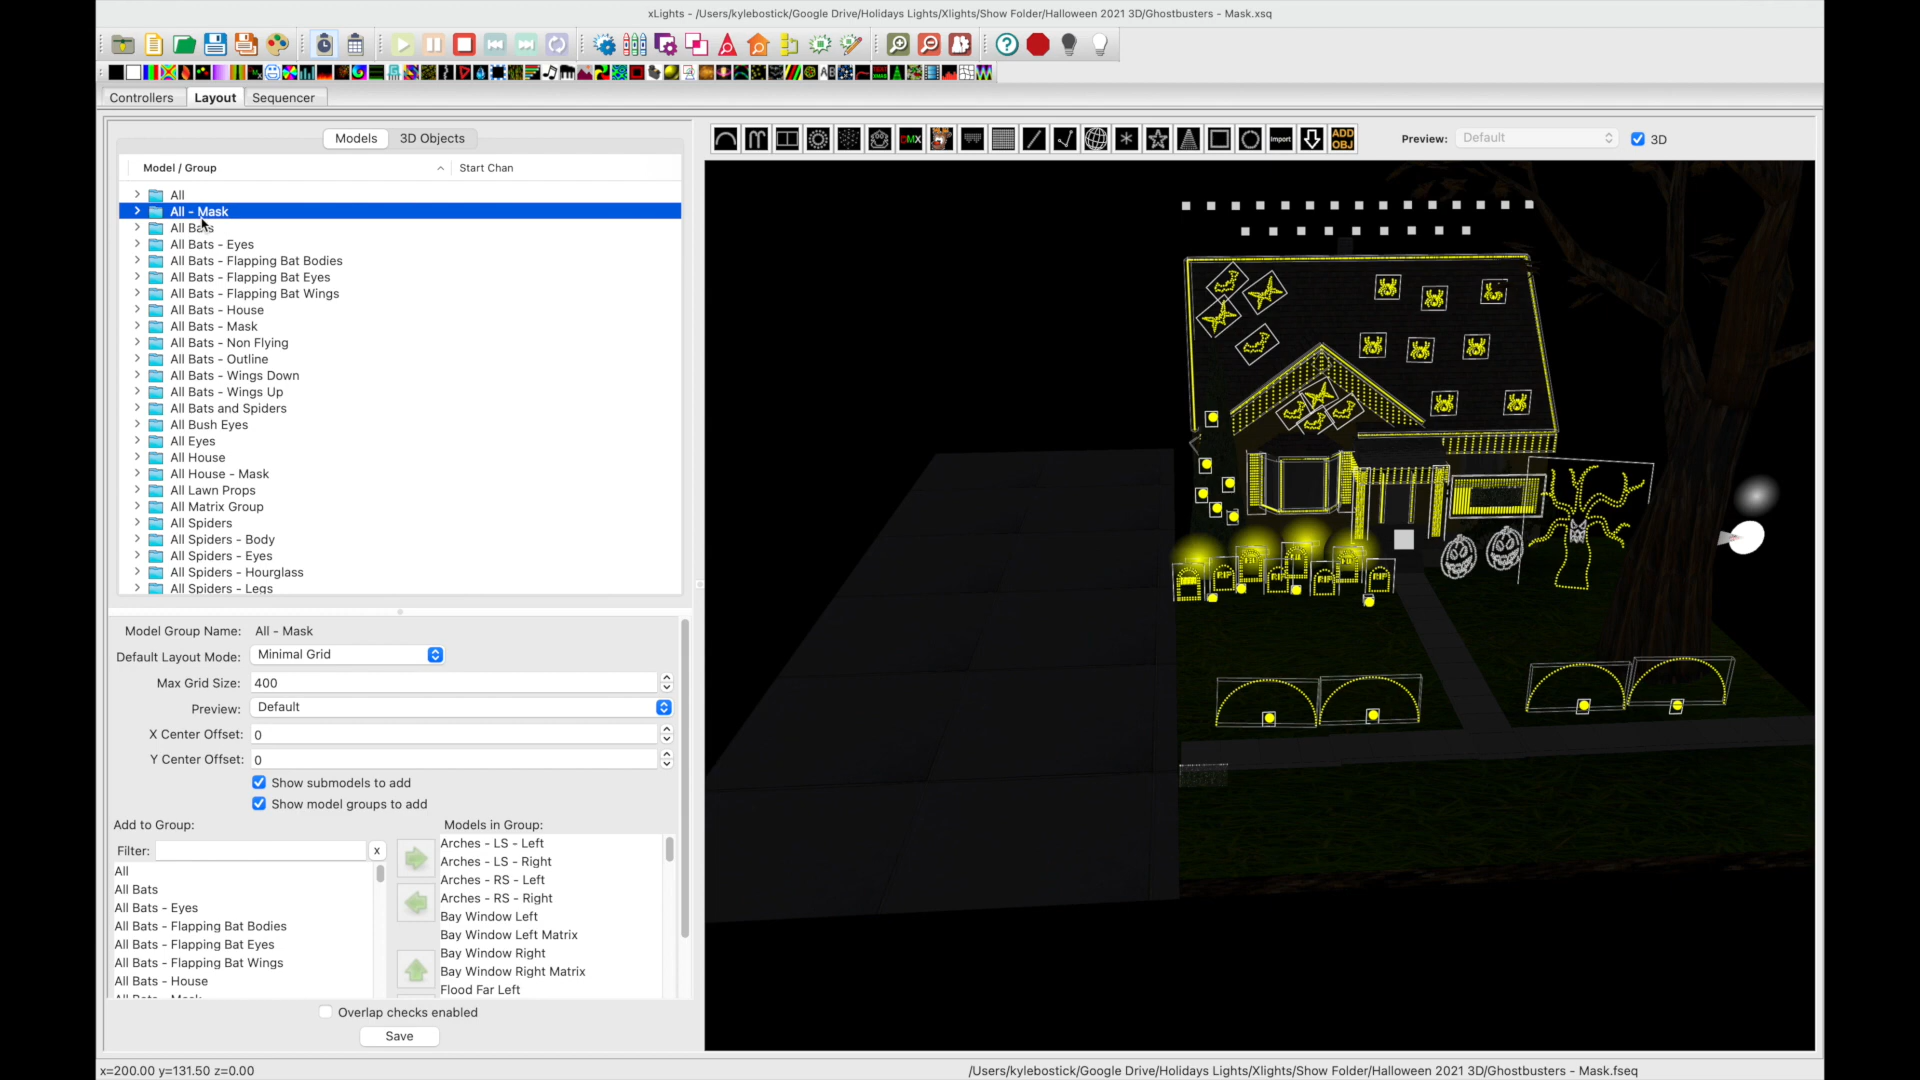 xLights - /Users/kylebostick/Google Drive/Holidays Lights/Xlights/Show Folder/Halloween 2021 3D/Ghostbusters - Mask.xsq
Controllers Layout Sequencer
Models 3D Objects
DMX Import ADD OBJ
Preview: Default 3D
Model / Group Start Chan
All
All - Mask
All Bats
All Bats - Eyes
All Bats - Flapping Bat Bodies
All Bats - Flapping Bat Eyes
All Bats - Flapping Bat Wings
All Bats - House
All Bats - Mask
All Bats - Non Flying
All Bats - Outline
All Bats - Wings Down
All Bats - Wings Up
All Bats and Spiders
All Bush Eyes
All Eyes
All House
All House - Mask
All Lawn Props
All Matrix Group
All Spiders
All Spiders - Body
All Spiders - Eyes
All Spiders - Hourglass
All Spiders - Legs
Model Group Name: All - Mask
Default Layout Mode: Minimal Grid
Max Grid Size: 400
Preview: Default
X Center Offset: 0
Y Center Offset: 0
Show submodels to add
Show model groups to add
Add to Group:
Filter: x
All
All Bats
All Bats - Eyes
All Bats - Flapping Bat Bodies
All Bats - Flapping Bat Eyes
All Bats - Flapping Bat Wings
All Bats - House
All Bats - Mask
Models in Group:
Arches - LS - Left
Arches - LS - Right
Arches - RS - Left
Arches - RS - Right
Bay Window Left
Bay Window Left Matrix
Bay Window Right
Bay Window Right Matrix
Flood Far Left
Overlap checks enabled
Save
RIP RIP RIP
x=200.00 y=131.50 z=0.00
/Users/kylebostick/Google Drive/Holidays Lights/Xlights/Show Folder/Halloween 2021 3D/Ghostbusters - Mask.fseq